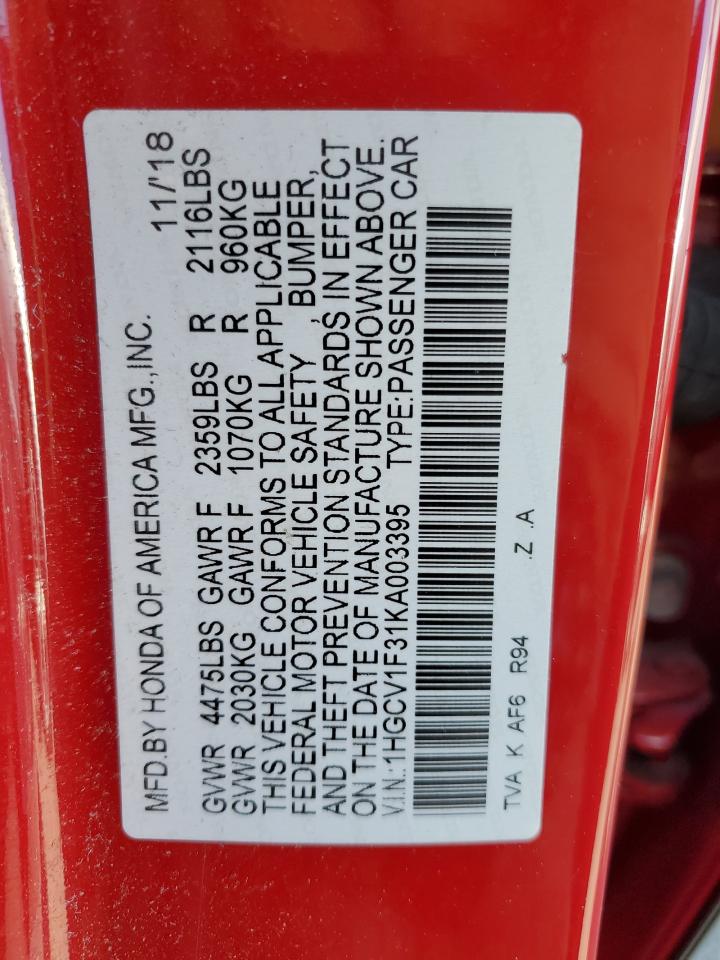 MFD.BY HONDA OF AMERICA MFG.,INC. 11/'18
GVWR 4475LBS GAWR F 2359LBS R 2116LBS
GVWR 2030KG GAWR F 1070KG R 960KG
THIS VEHICLE CONFORMS TO ALL APPLICABLE
FEDERAL MOTOR VEHICLE SAFETY , BUMPER,
AND THEFT PREVENTION STANDARDS IN EFFECT
ON THE DATE OF MANUFACTURE SHOWN ABOVE.
V.I.N.:1HGCV1F31KA003395 TYPE:PASSENGER CAR
TVA K AF6 R94 .Z .A